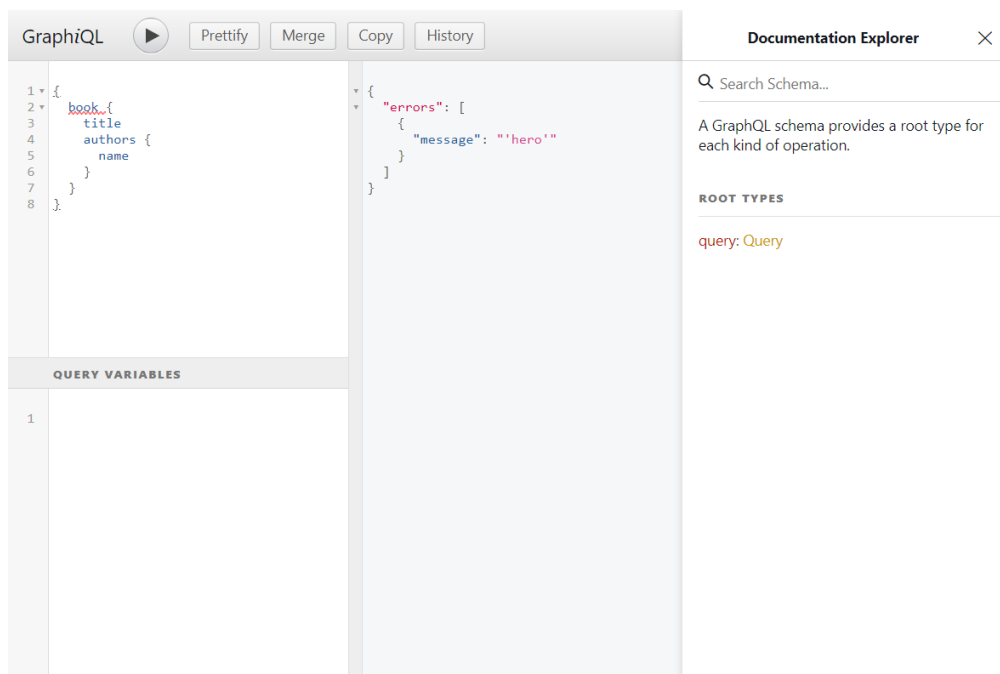 GraphiQL
Prettify
Merge
Copy
History
1 {
2 book {
3 title
4 authors {
5 name
6 }
7 }
8 }
QUERY VARIABLES
1
{
"errors": [
{
"message": "'hero'"
}
]
}
Documentation Explorer
Search Schema...
A GraphQL schema provides a root type for
each kind of operation.
ROOT TYPES
query: Query